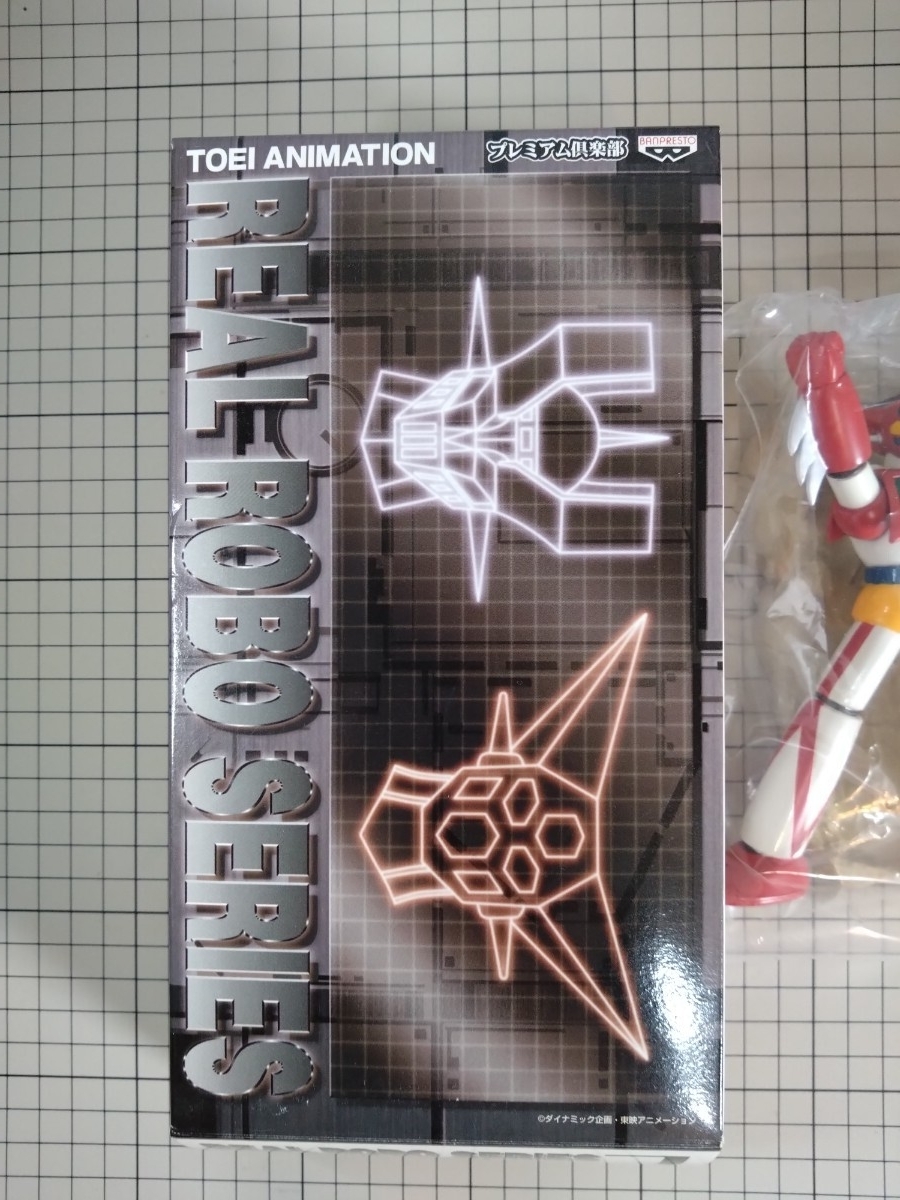 TOEI ANIMATION
プレミアム倶楽部
BANPRESTO
REAL ROBO SERIES
©ダイナミック企画・東映アニメーション